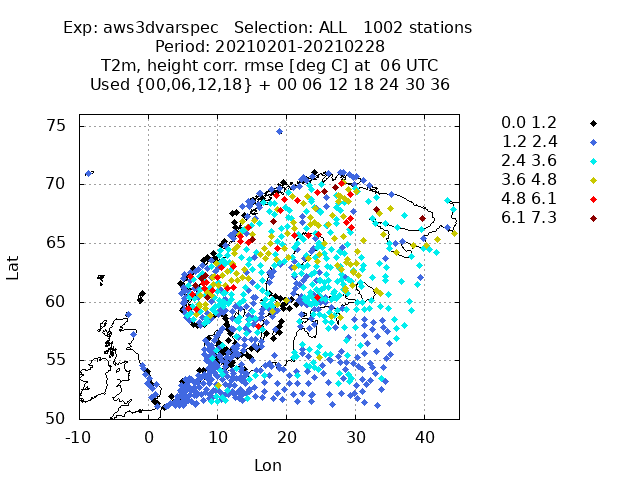 Exp: aws3dvarspec   Selection: ALL   1002 stations
Period: 20210201-20210228
T2m, height corr. rmse [deg C] at  06 UTC
Used {00,06,12,18} + 00 06 12 18 24 30 36
0.0 1.2
1.2 2.4
2.4 3.6
3.6 4.8
4.8 6.1
6.1 7.3
75
70
65
60
55
50
Lat
-10 0 10 20 30 40
Lon